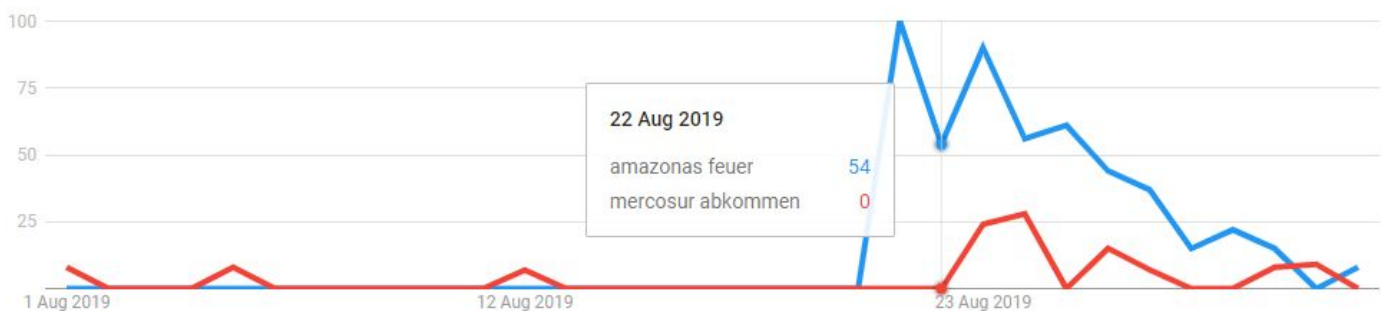 100
75
50
25
22 Aug 2019
amazonas feuer 54
mercosur abkommen 0
1 Aug 2019 12 Aug 2019 23 Aug 2019